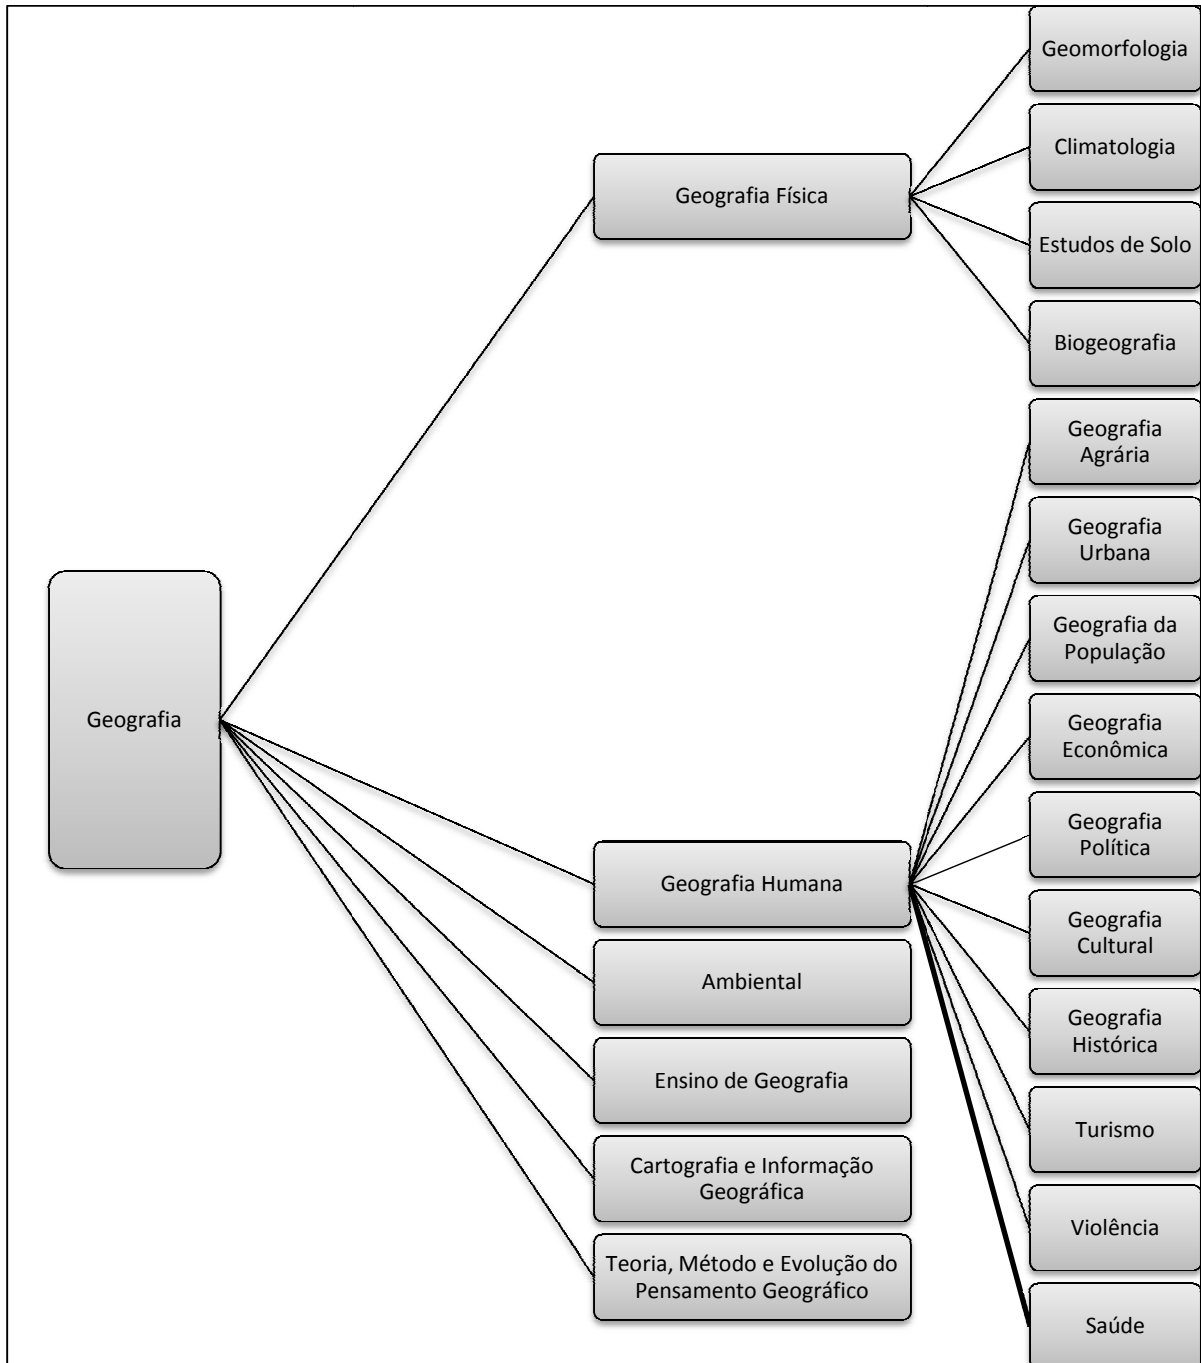 Geografia
Geografia Física
Geomorfologia
Climatologia
Estudos de Solo
Biogeografia
Geografia Humana
Geografia
Agrária
Geografia
Urbana
Geografia da
População
Geografia
Econômica
Geografia
Política
Geografia
Cultural
Geografia
Histórica
Turismo
Violência
Saúde
Ambiental
Ensino de Geografia
Cartografia e Informação
Geográfica
Teoria, Método e Evolução do
Pensamento Geográfico